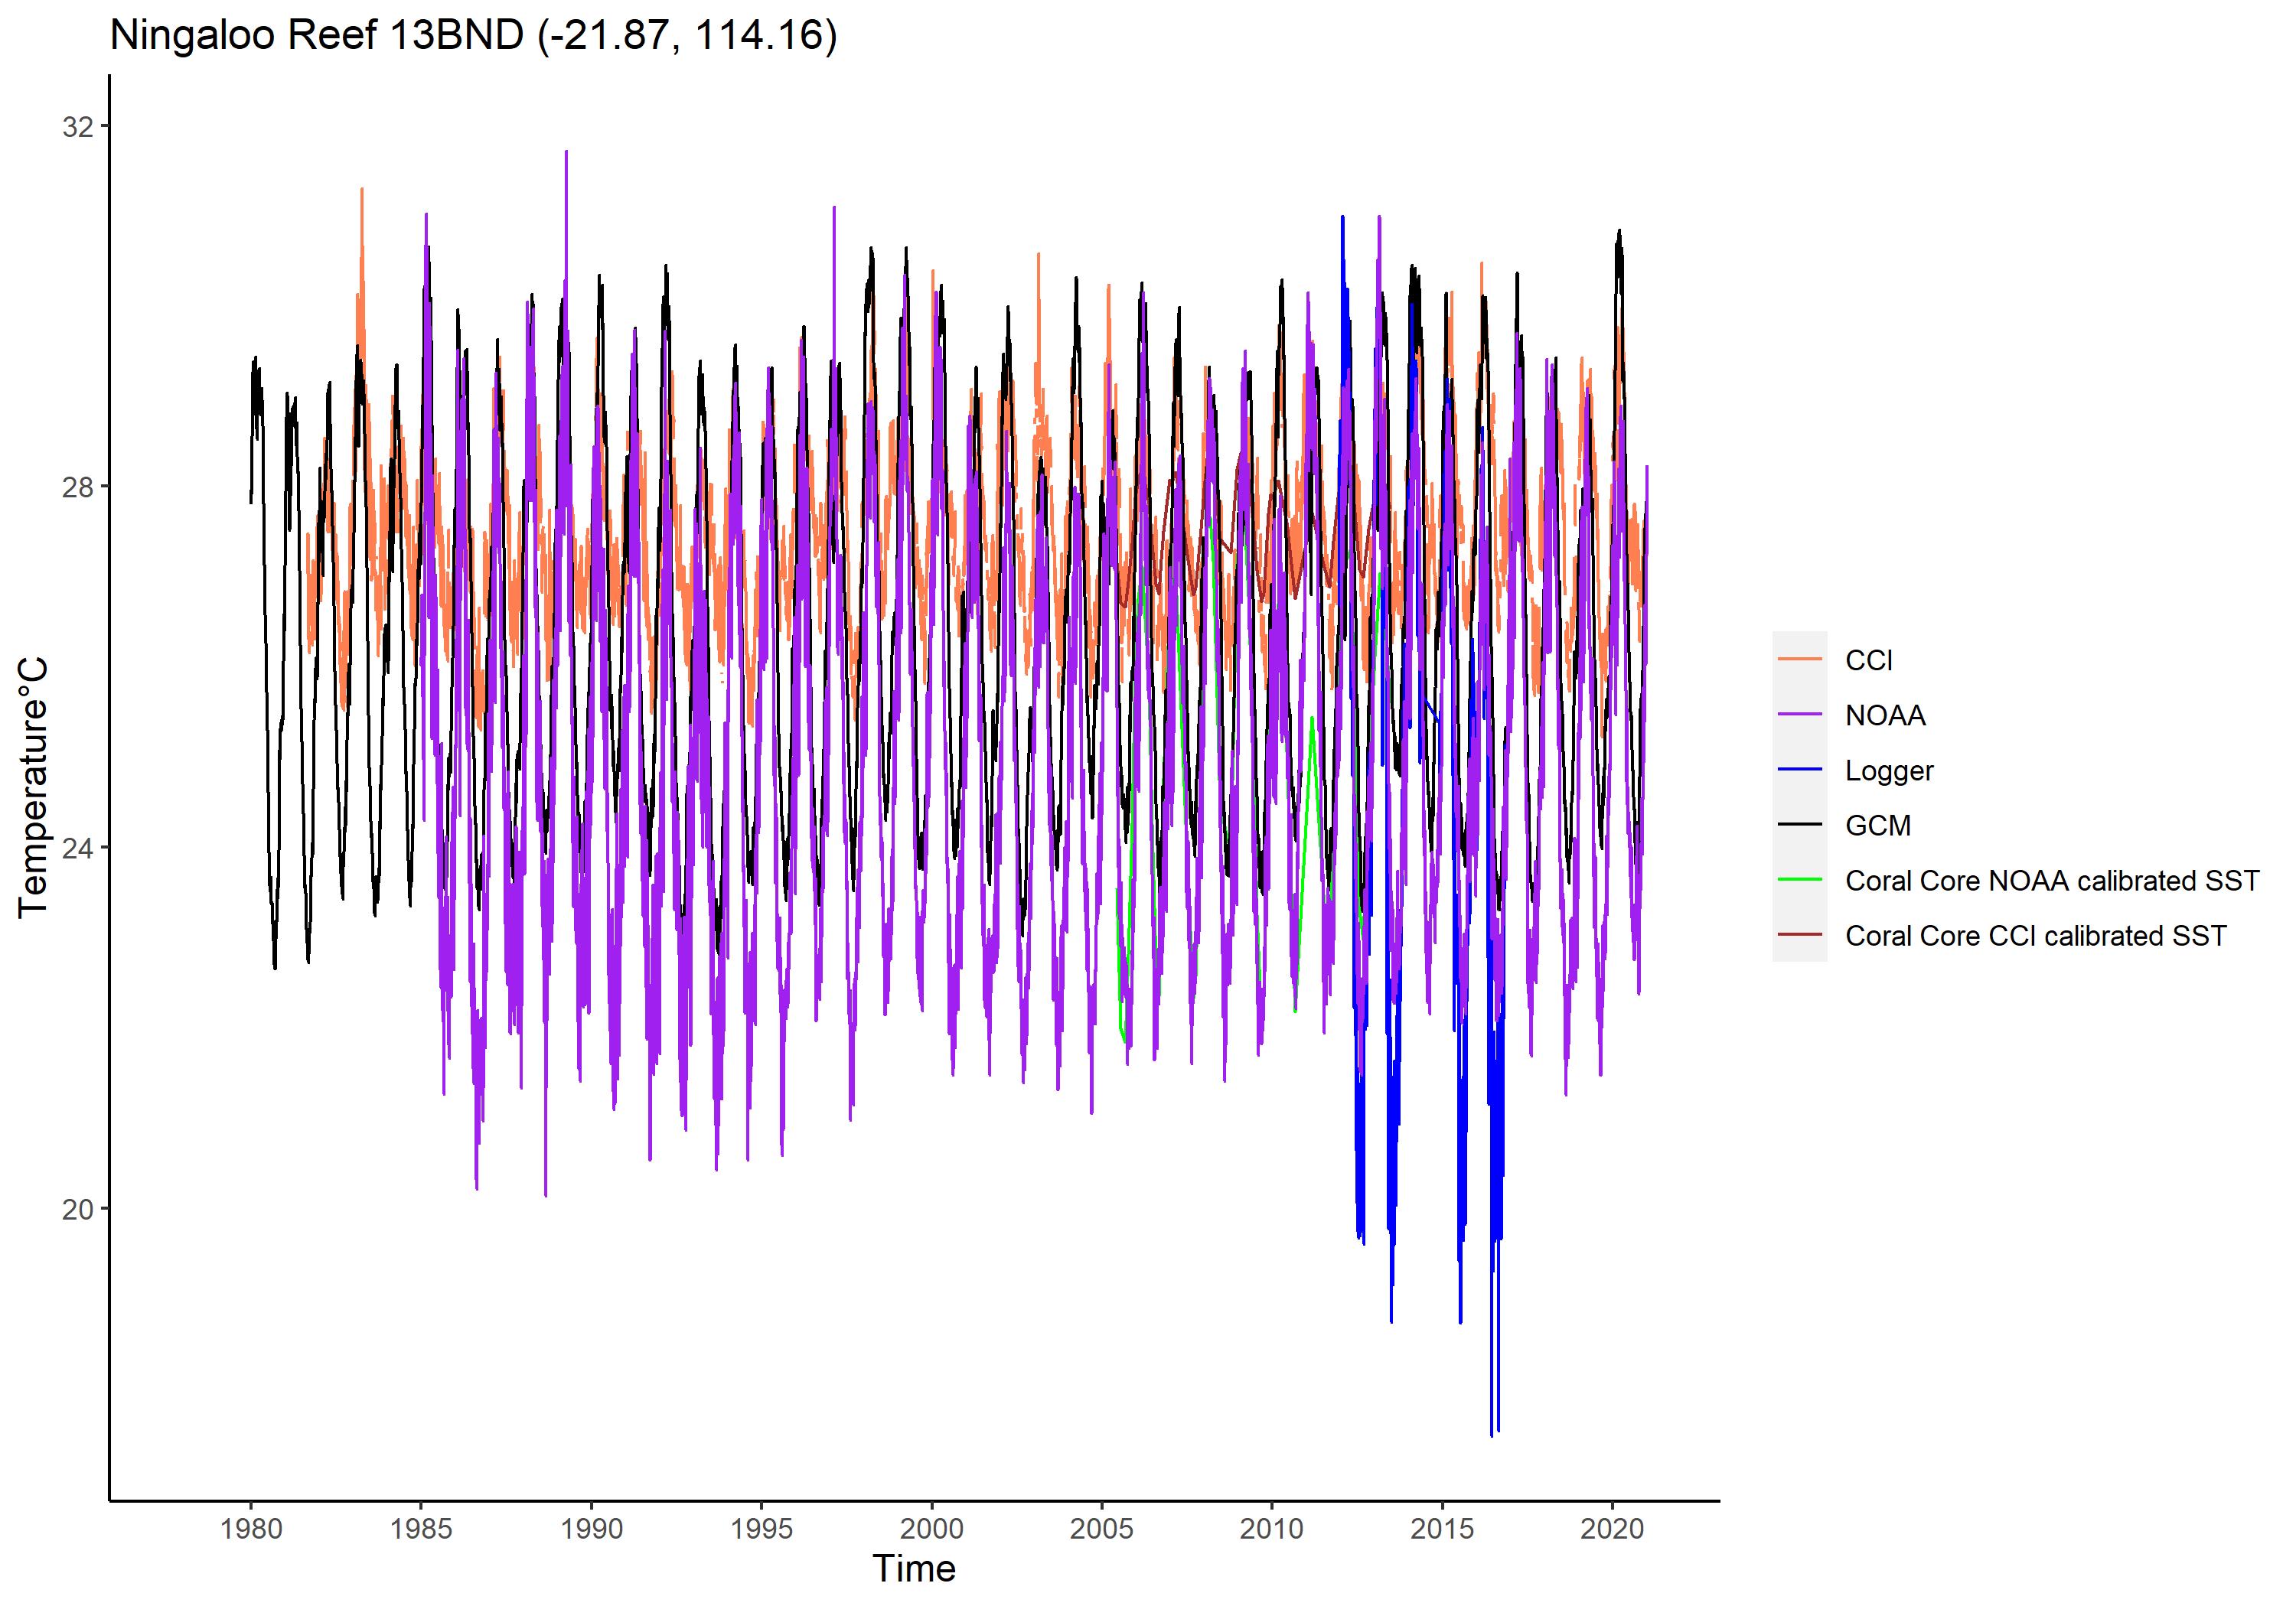 Ningaloo Reef 13BND (-21.87, 114.16)
32
28
24
20
Temperature°C
1980 1985 1990 1995 2000 2005 2010 2015 2020
Time
CCI
NOAA
Logger
GCM
Coral Core NOAA calibrated SST
Coral Core CCI calibrated SST